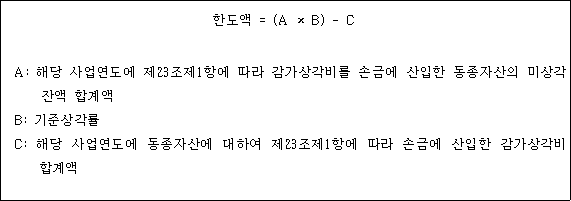 한도액 = (A × B) - C
A: 해당 사업연도에 제23조제1항에 따라 감가상각비를 손금에 산입한 동종자산의 미상각
잔액 합계액
B: 기준상각률
C: 해당 사업연도에 동종자산에 대하여 제23조제1항에 따라 손금에 산입한 감가상각비
합계액